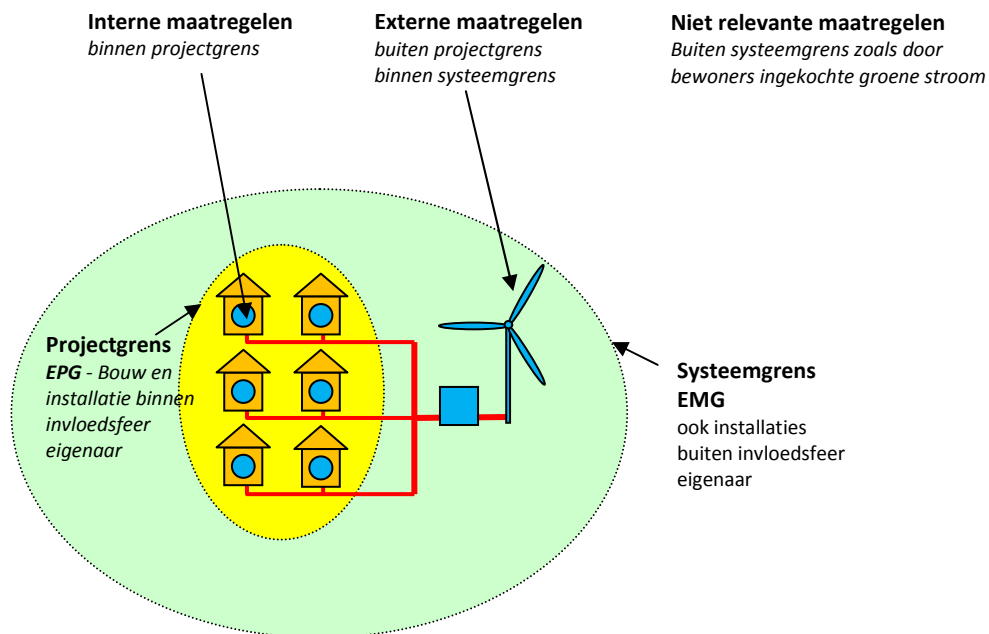 Interne maatregelen
binnen projectgrens
Externe maatregelen
buiten projectgrens
binnen systeemgrens
Niet relevante maatregelen
Buiten systeemgrens zoals door
bewoners ingekochte groene stroom
Projectgrens
EPG - Bouw en
installatie binnen
invloedsfeer
eigenaar
Systeemgrens
EMG
ook installaties
buiten invloedsfeer
eigenaar